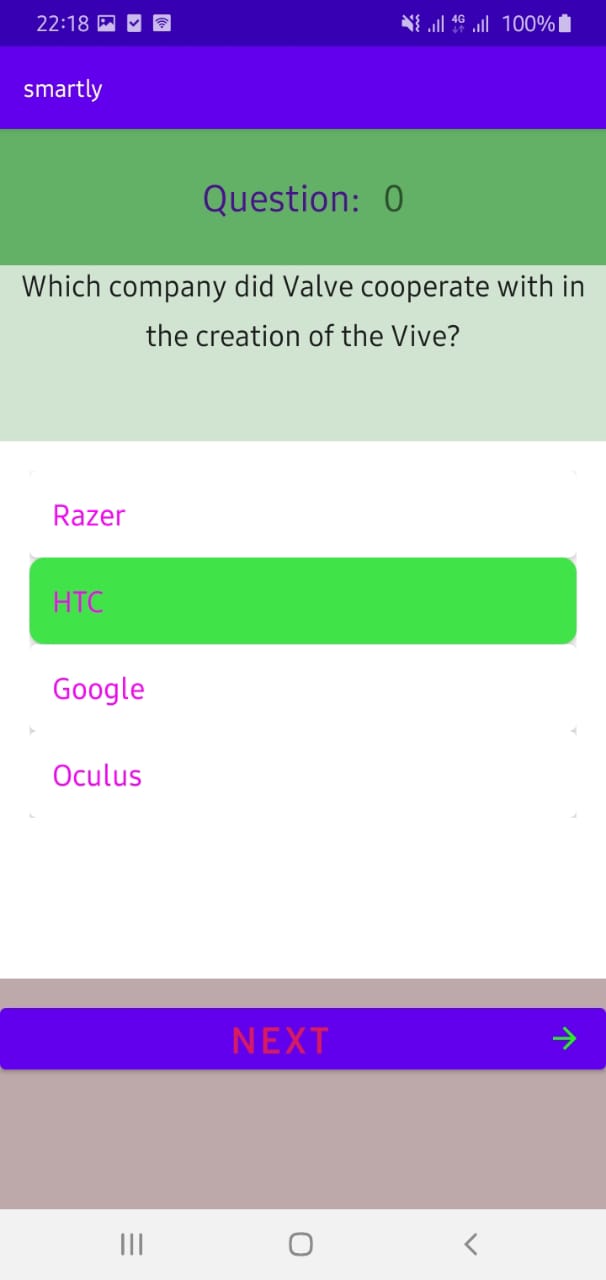 22:18 4G 100%
smartly
Question: 0
Which company did Valve cooperate with in
the creation of the Vive?
Razer
HTC
Google
Oculus
NEXT